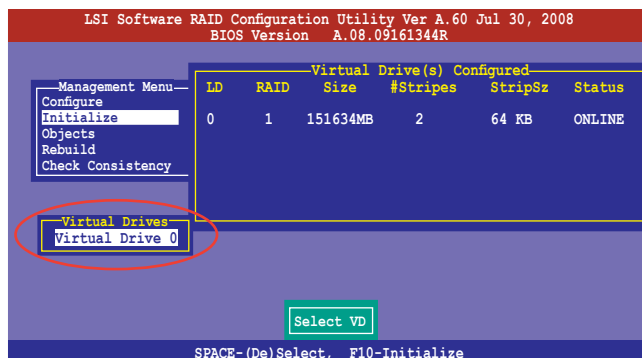 LSI Software RAID Configuration Utility Ver A.60 Jul 30, 2008
BIOS Version A.08.09161344R
Virtual Drive(s) Configured
LD RAID Size #Stripes StripSz Status
0 1 151634MB 2 64 KB ONLINE
Management Menu
Configure
Initialize
Objects
Rebuild
Check Consistency
Virtual Drives
Virtual Drive 0
Select VD
SPACE-(De)Select, F10-Initialize